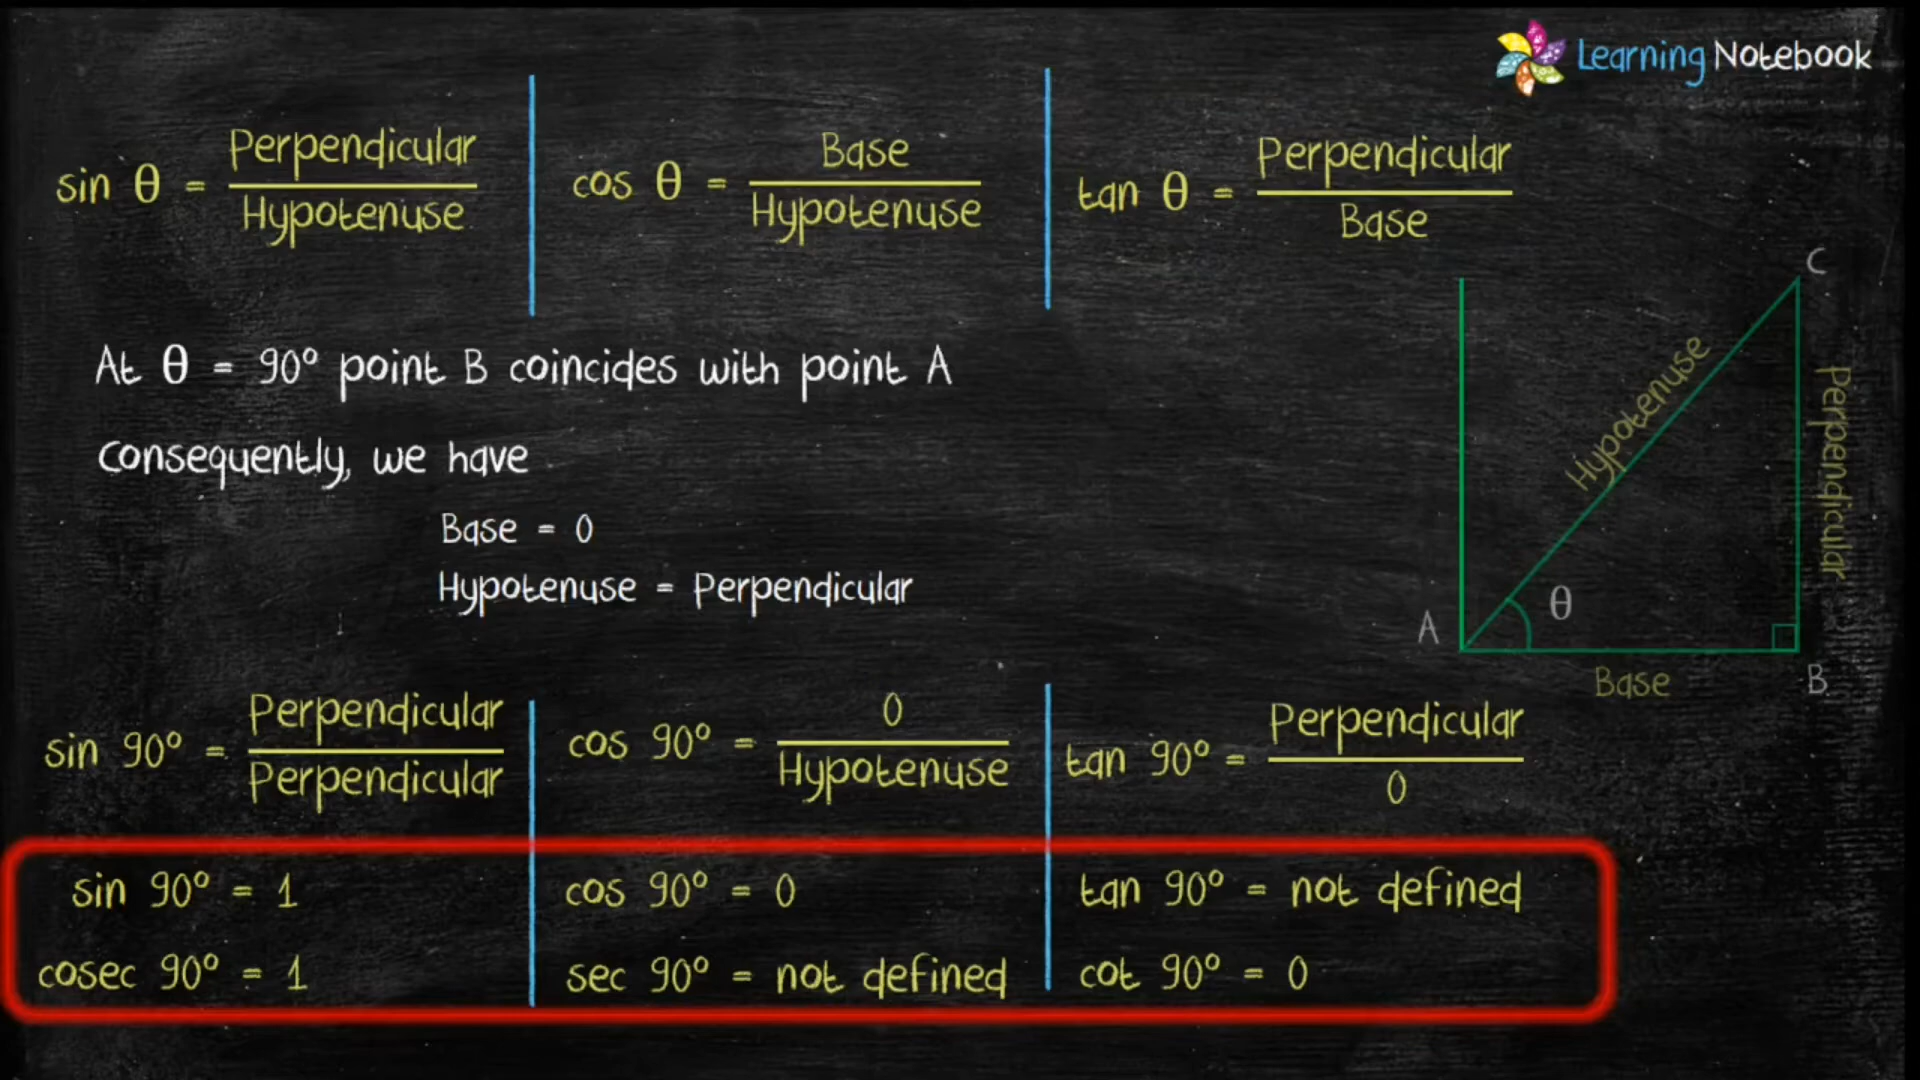 Learning Notebook
sin θ = Perpendicular / Hypotenuse
cos θ = Base / Hypotenuse
tan θ = Perpendicular / Base
At θ = 90° point B coincides with point A
Consequently, we have
Base = 0
Hypotenuse = Perpendicular
C
Hypotenuse
Perpendicular
A
θ
Base
B
sin 90° = Perpendicular / Perpendicular
cos 90° = 0 / Hypotenuse
tan 90° = Perpendicular / 0
sin 90° = 1
cos 90° = 0
tan 90° = not defined
cosec 90° = 1
sec 90° = not defined
cot 90° = 0